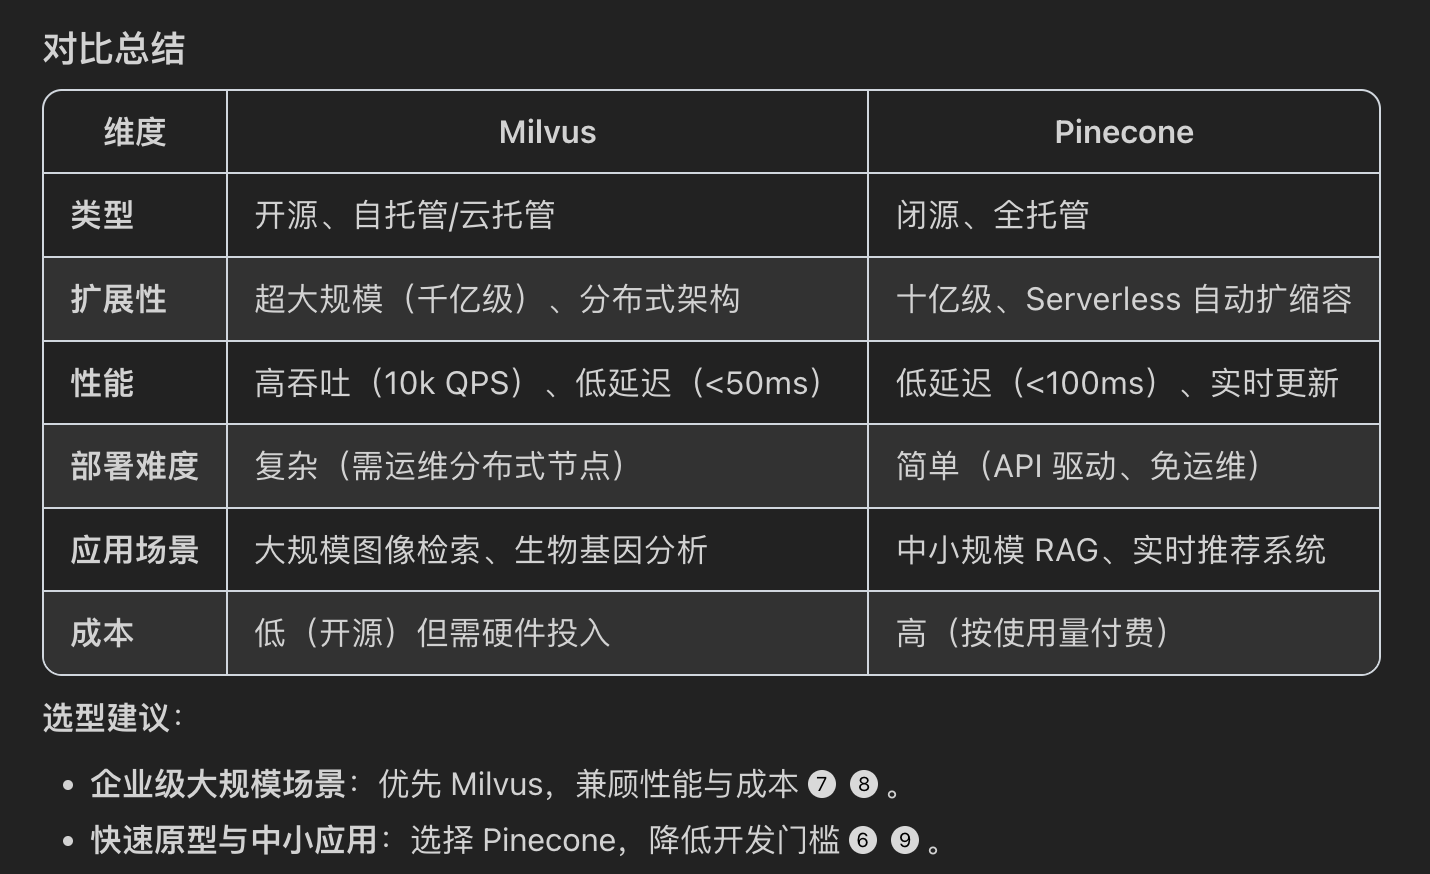 对比总结
维度 Milvus Pinecone
类型 开源、自托管/云托管 闭源、全托管
扩展性 超大规模（千亿级）、分布式架构 十亿级、Serverless 自动扩缩容
性能 高吞吐（10k QPS）、低延迟（<50ms） 低延迟（<100ms）、实时更新
部署难度 复杂（需运维分布式节点） 简单（API 驱动、免运维）
应用场景 大规模图像检索、生物基因分析 中小规模 RAG、实时推荐系统
成本 低（开源）但需硬件投入 高（按使用量付费）
选型建议：
• 企业级大规模场景：优先 Milvus，兼顾性能与成本 7 8 。
• 快速原型与中小应用：选择 Pinecone，降低开发门槛 6 9 。